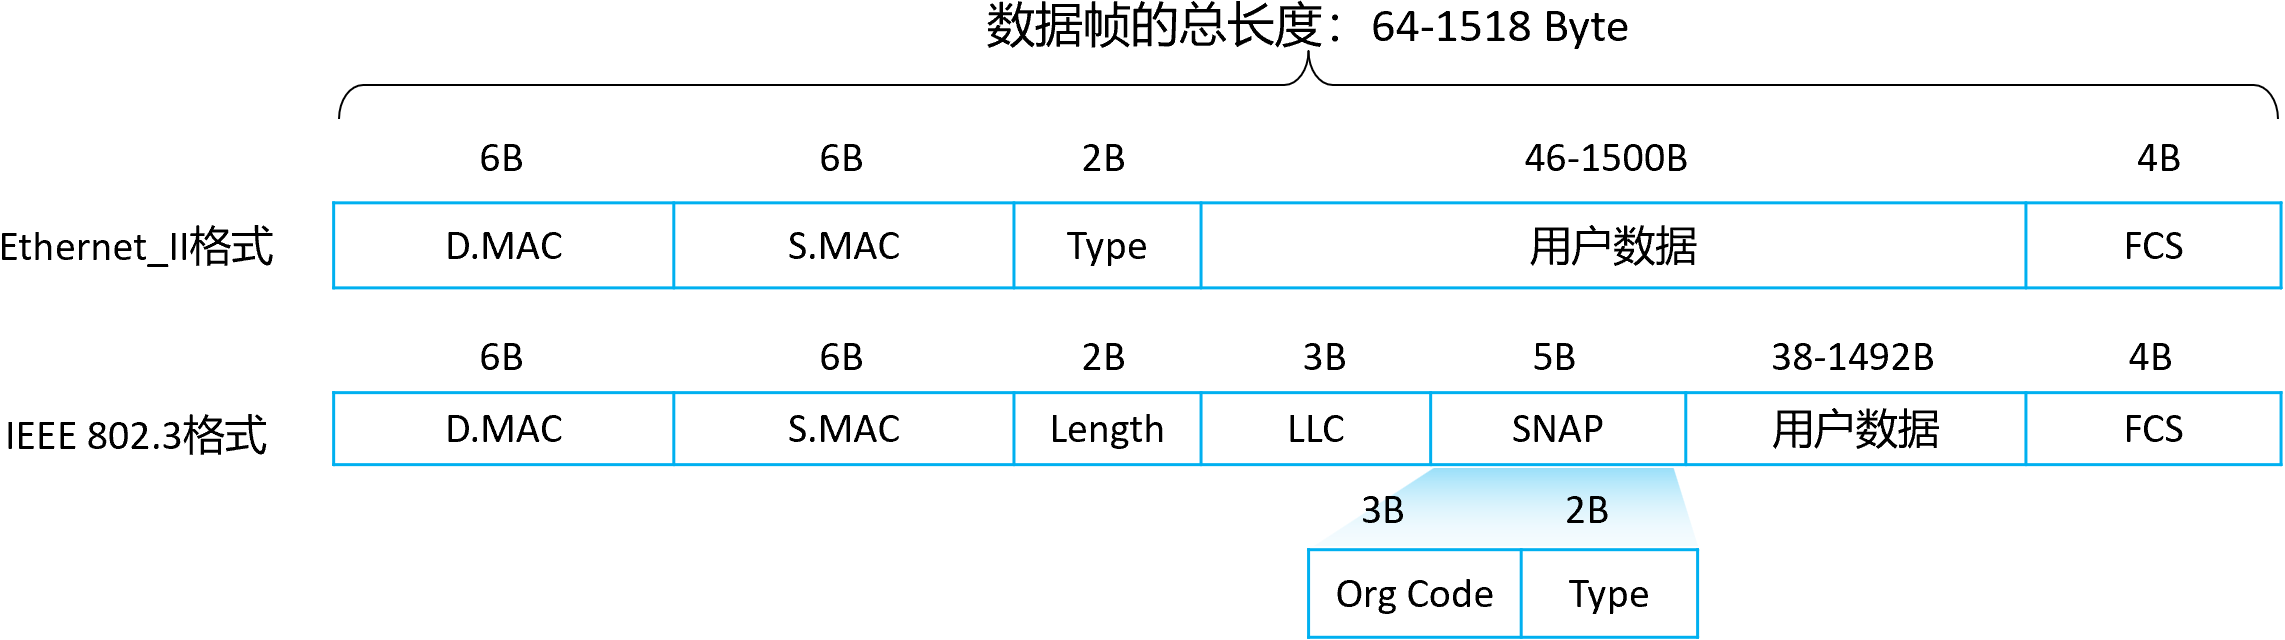 数据帧的总长度：64-1518 Byte
6B 6B 2B 46-1500B 4B
Ethernet_II格式 D.MAC S.MAC Type 用户数据 FCS
6B 6B 2B 3B 5B 38-1492B 4B
IEEE 802.3格式 D.MAC S.MAC Length LLC SNAP 用户数据 FCS
3B 2B
Org Code Type